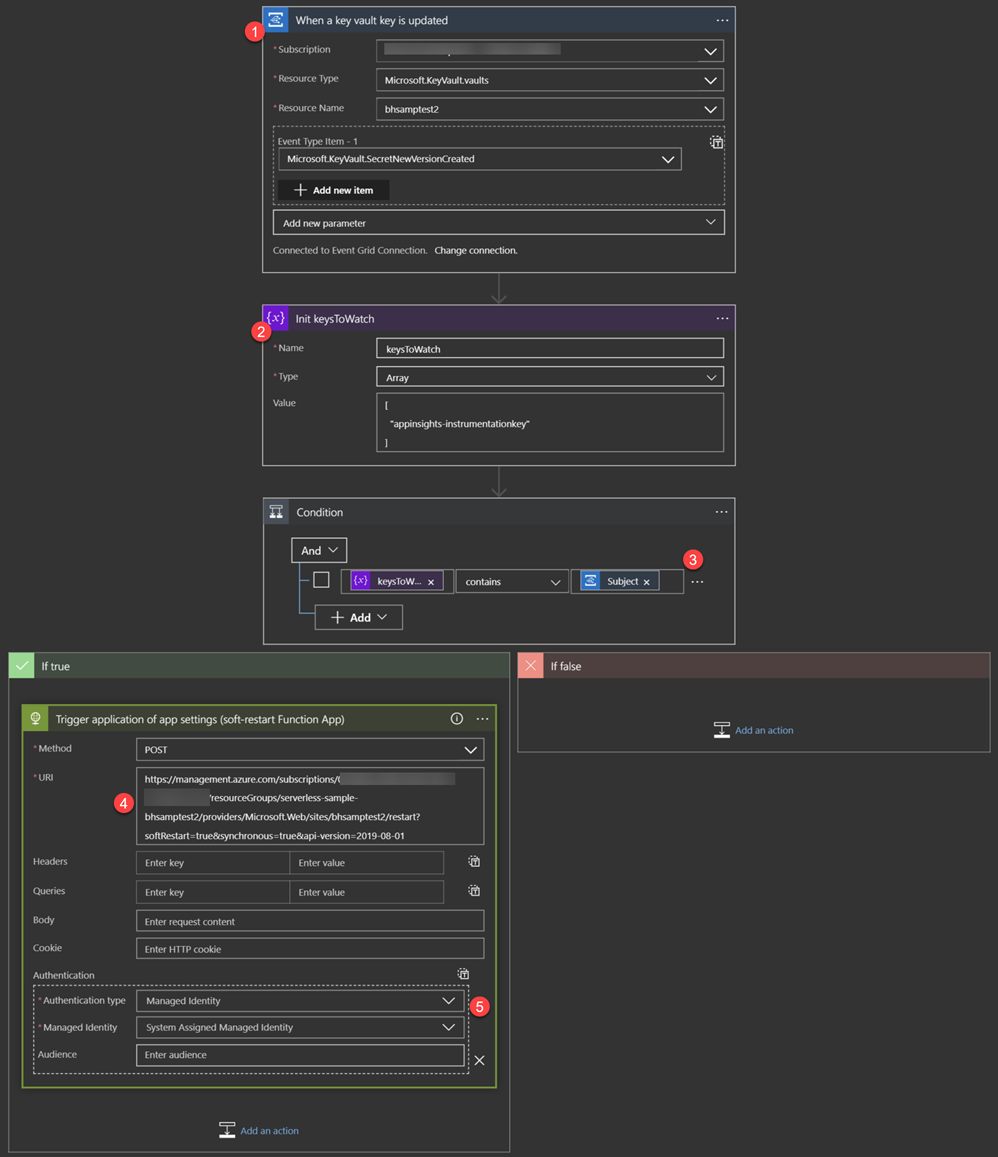 When a key vault key is updated
...
1
* Subscription
* Resource Type Microsoft.KeyVault.vaults
* Resource Name bhsamptest2
Event Type Item - 1
Microsoft.KeyVault.SecretNewVersionCreated
+ Add new item
Add new parameter
Connected to Event Grid Connection. Change connection.
{x} Init keysToWatch
...
2
* Name keysToWatch
* Type Array
Value [
"appinsights-instrumentationkey"
]
Condition
...
And
3
{x} keysToW... × contains Subject ×
...
+ Add
If true
Trigger application of app settings (soft-restart Function App)
...
* Method POST
* URI https://management.azure.com/subscriptions/
4
/resourceGroups/serverless-sample-
bhsamptest2/providers/Microsoft.Web/sites/bhsamptest2/restart?
softRestart=true&synchronous=true&api-version=2019-08-01
Headers Enter key Enter value
Queries Enter key Enter value
Body Enter request content
Cookie Enter HTTP cookie
Authentication
* Authentication type Managed Identity
5
* Managed Identity System Assigned Managed Identity
Audience Enter audience
Add an action
If false
Add an action